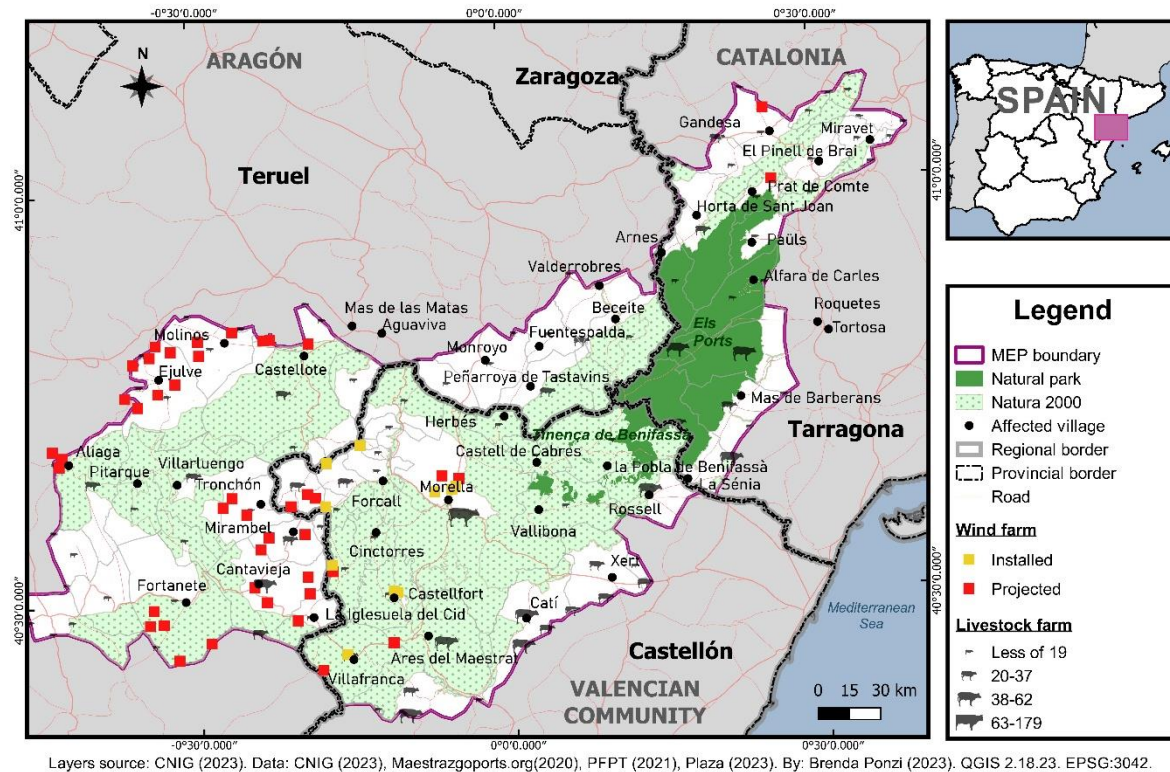 -0°30'0.000"
0°0'0.000"
0°30'0.000"
N
ARAGÓN
Zaragoza
CATALONIA
SPAIN
Gandesa
Miravet
El Pinell de Brai
41°0'0.000"
41°0'0.000"
Teruel
Prat de Comte
Horta de Sant Joan
Arnes
Paüls
Valderrobres
Alfara de Carles
Mas de las Matas
Beceite
Roquetes
Aguaviva
Els
Ports
Tortosa
Molinos
Fuentespalda
Monroyo
Castellote
Ejulve
Peñarroya de Tastavins
Mas de Barberans
Herbés
Tarragona
Tinença de Benifassà
Aliaga
Castell de Cabrés
Pitarque
Villarluengo
la Pobla de Benifassà
La Sénia
Tronchón
Forcall
Morella
Rossell
Mirambel
Vallibona
Cinctorres
Cantavieja
Xert
Fortanete
Castellfort
40°30'0.000"
40°30'0.000"
La Iglesuela del Cid
Catí
Mediterranean
Sea
Ares del Maestrat
Castellón
Villafranca
VALENCIAN
COMMUNITY
0 15 30 km
-0°30'0.000"
0°0'0.000"
0°30'0.000"
Legend
MEP boundary
Natural park
Natura 2000
Affected village
Regional border
Provincial border
Road
Wind farm
Installed
Projected
Livestock farm
Less of 19
20-37
38-62
63-179
Layers source: CNIG (2023). Data: CNIG (2023), Maestrazgoports.org(2020), PFPT (2021), Plaza (2023). By: Brenda Ponzi (2023). QGIS 2.18.23. EPSG:3042.